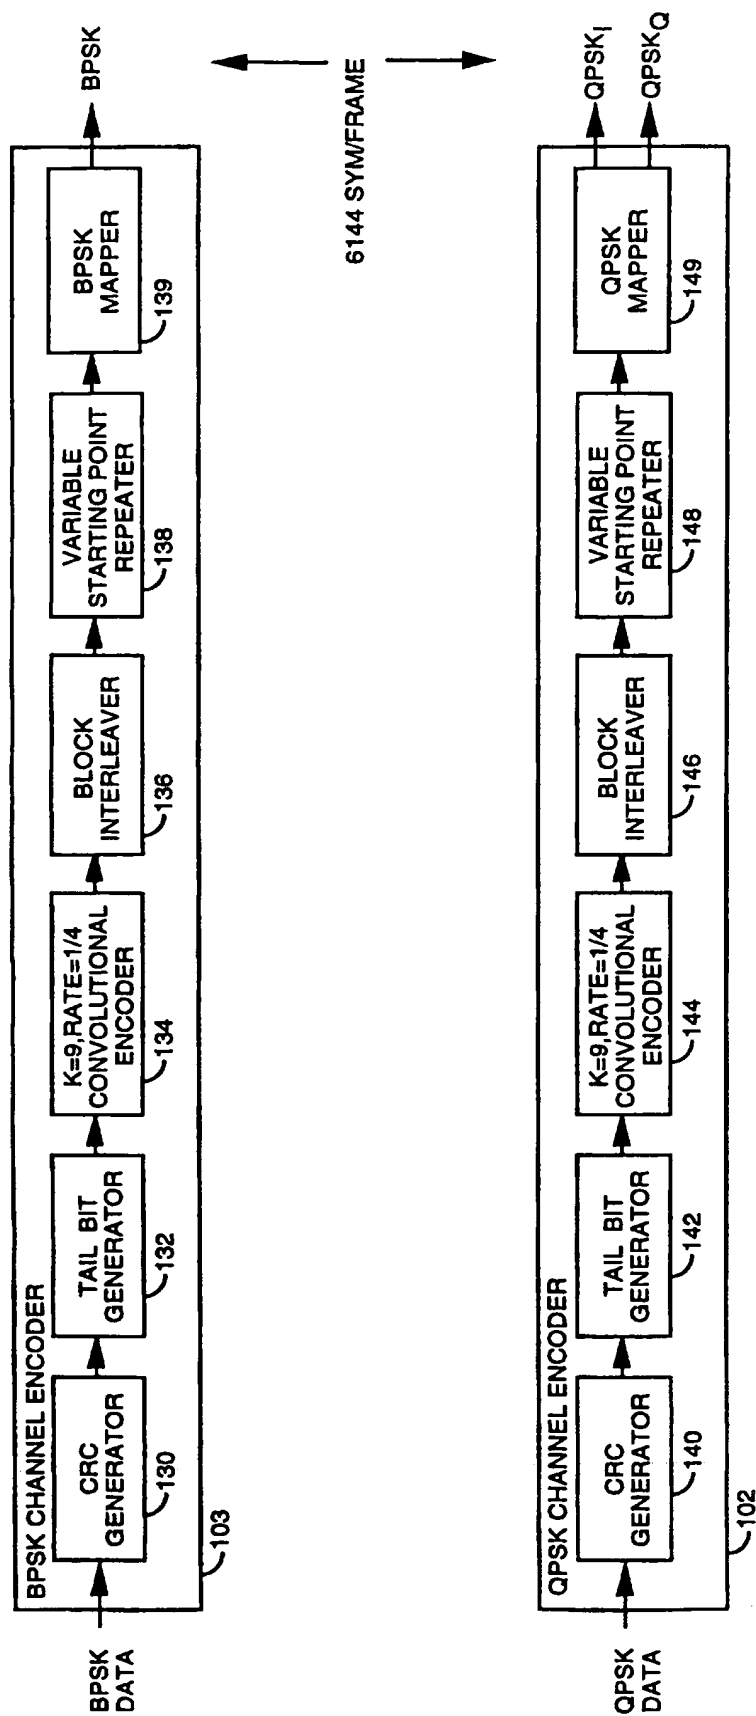 BPSK CHANNEL ENCODER
BPSK
DATA
CRC
GENERATOR
130
TAIL BIT
GENERATOR
132
K=9,RATE=1/4
CONVOLUTIONAL
ENCODER
134
BLOCK
INTERLEAVER
136
VARIABLE
STARTING POINT
REPEATER
138
BPSK
MAPPER
139
BPSK
103
6144 SYM/FRAME
QPSK CHANNEL ENCODER
QPSK
DATA
CRC
GENERATOR
140
TAIL BIT
GENERATOR
142
K=9,RATE=1/4
CONVOLUTIONAL
ENCODER
144
BLOCK
INTERLEAVER
146
VARIABLE
STARTING POINT
REPEATER
148
QPSK
MAPPER
149
QPSKI
QPSKQ
102